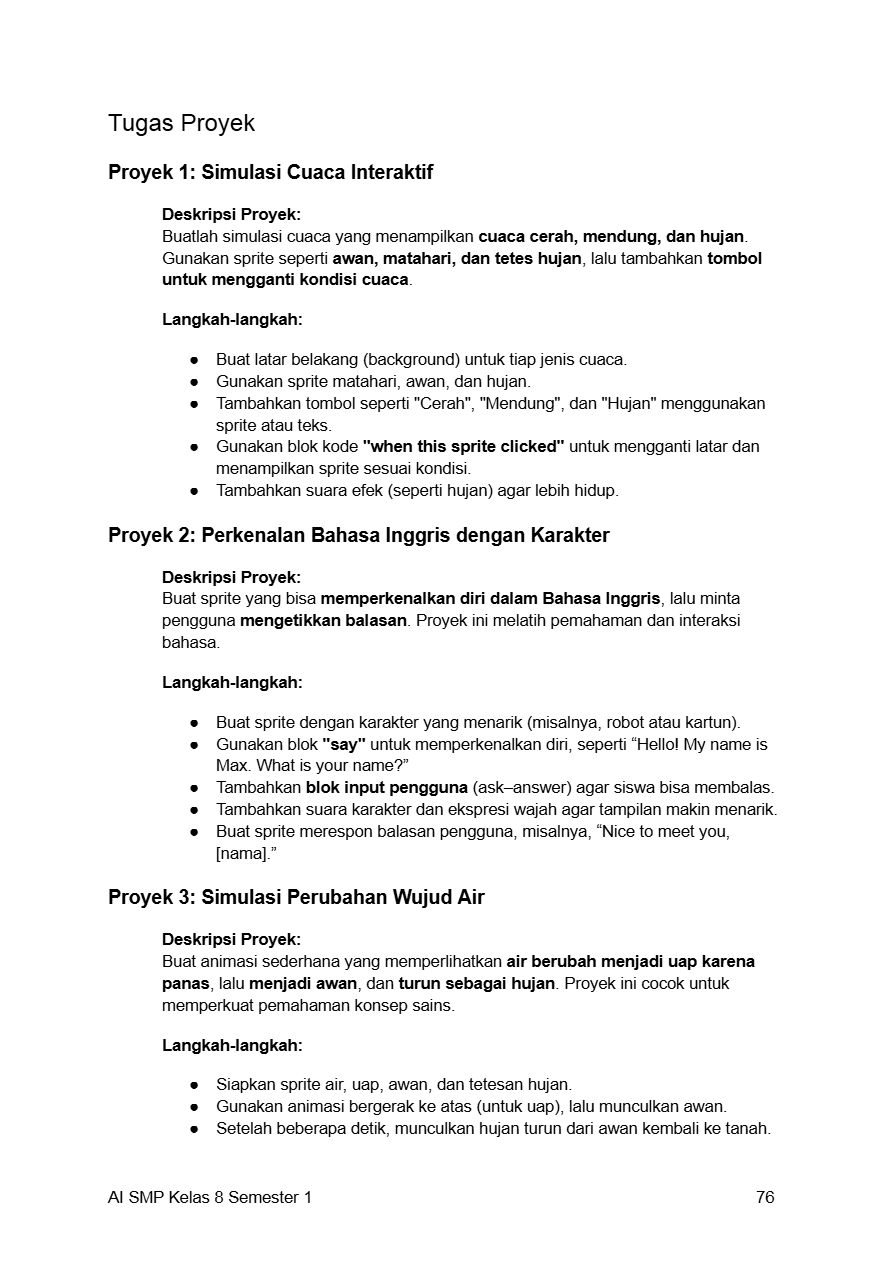 Tugas Proyek
Proyek 1: Simulasi Cuaca Interaktif
Deskripsi Proyek:
Buatlah simulasi cuaca yang menampilkan cuaca cerah, mendung, dan hujan.
Gunakan sprite seperti awan, matahari, dan tetes hujan, lalu tambahkan tombol
untuk mengganti kondisi cuaca.
Langkah-langkah:
● Buat latar belakang (background) untuk tiap jenis cuaca.
● Gunakan sprite matahari, awan, dan hujan.
● Tambahkan tombol seperti "Cerah", "Mendung", dan "Hujan" menggunakan
sprite atau teks.
● Gunakan blok kode "when this sprite clicked" untuk mengganti latar dan
menampilkan sprite sesuai kondisi.
● Tambahkan suara efek (seperti hujan) agar lebih hidup.
Proyek 2: Perkenalan Bahasa Inggris dengan Karakter
Deskripsi Proyek:
Buat sprite yang bisa memperkenalkan diri dalam Bahasa Inggris, lalu minta
pengguna mengetikkan balasan. Proyek ini melatih pemahaman dan interaksi
bahasa.
Langkah-langkah:
● Buat sprite dengan karakter yang menarik (misalnya, robot atau kartun).
● Gunakan blok "say" untuk memperkenalkan diri, seperti “Hello! My name is
Max. What is your name?”
● Tambahkan blok input pengguna (ask–answer) agar siswa bisa membalas.
● Tambahkan suara karakter dan ekspresi wajah agar tampilan makin menarik.
● Buat sprite merespon balasan pengguna, misalnya, “Nice to meet you,
[nama].”
Proyek 3: Simulasi Perubahan Wujud Air
Deskripsi Proyek:
Buat animasi sederhana yang memperlihatkan air berubah menjadi uap karena
panas, lalu menjadi awan, dan turun sebagai hujan. Proyek ini cocok untuk
memperkuat pemahaman konsep sains.
Langkah-langkah:
● Siapkan sprite air, uap, awan, dan tetesan hujan.
● Gunakan animasi bergerak ke atas (untuk uap), lalu munculkan awan.
● Setelah beberapa detik, munculkan hujan turun dari awan kembali ke tanah.
AI SMP Kelas 8 Semester 1 76